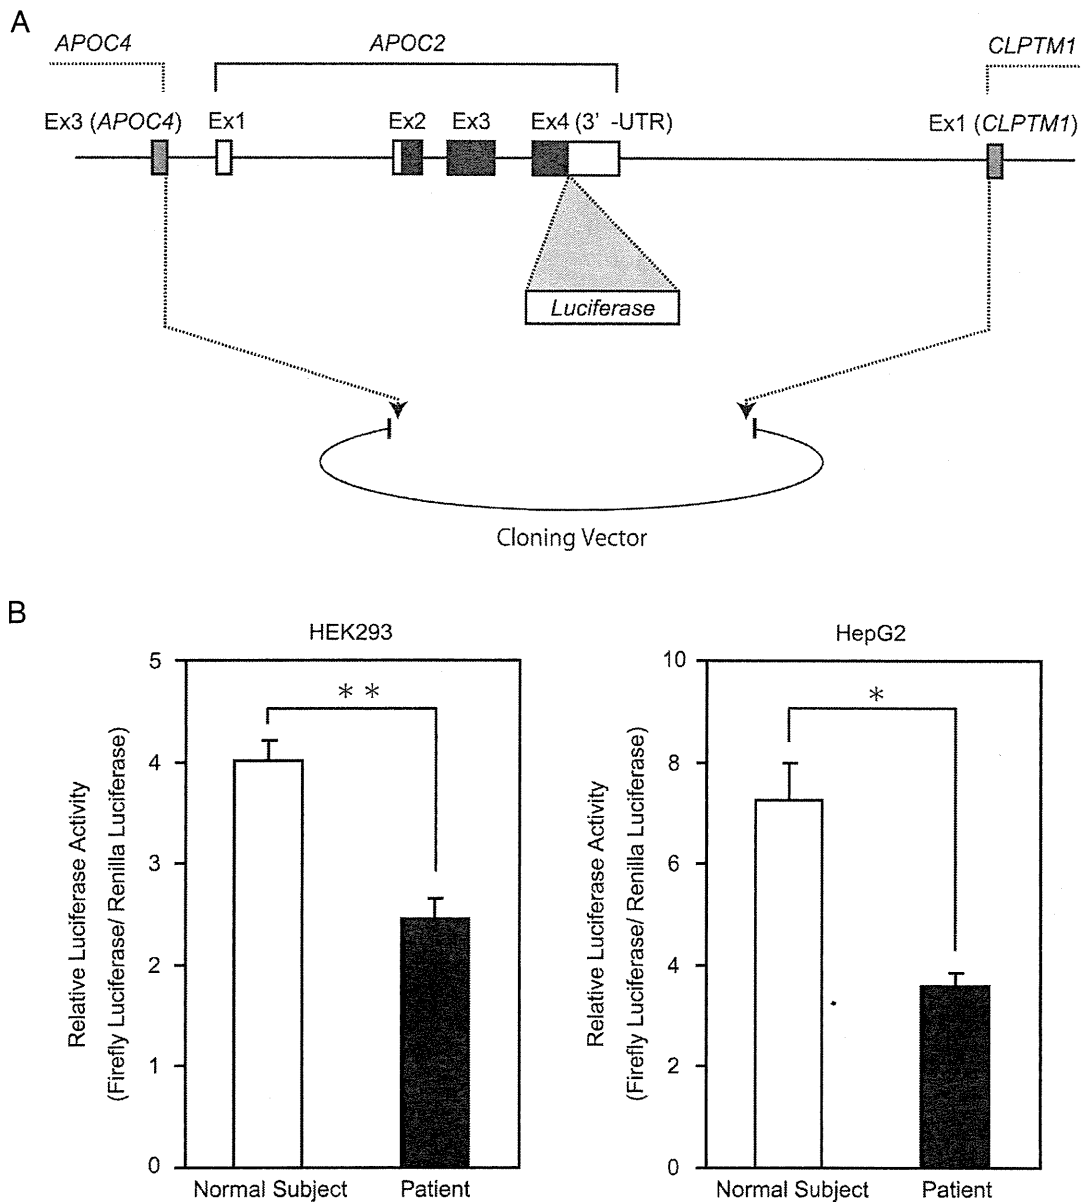 A
APOC4
APOC2
CLPTM1
Ex3 (APOC4) Ex1 Ex2 Ex3 Ex4 (3' -UTR) Ex1 (CLPTM1)
Luciferase
Cloning Vector
B
HEK293
Relative Luciferase Activity
(Firefly Luciferase/ Renilla Luciferase)
5
4
3
2
1
0
* *
Normal Subject Patient
HepG2
Relative Luciferase Activity
(Firefly Luciferase/ Renilla Luciferase)
10
8
6
4
2
0
*
Normal Subject Patient